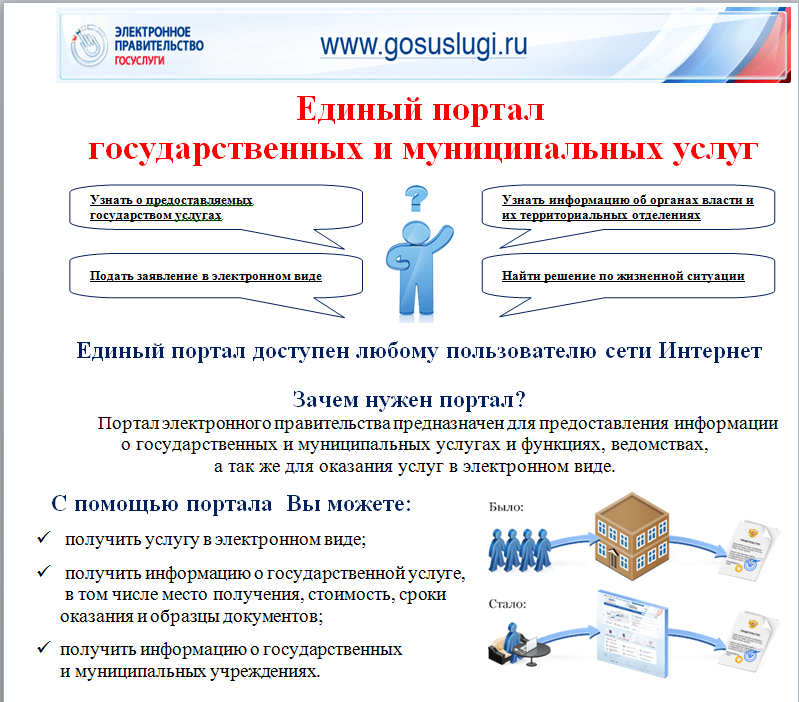 ЭЛЕКТРОННОЕ
ПРАВИТЕЛЬСТВО
ГОСУСЛУГИ
www.gosuslugi.ru
Единый портал
государственных и муниципальных услуг
?
Узнать о предоставляемых
государством услугах
Узнать информацию об органах власти и
их территориальных отделениях
Подать заявление в электронном виде
Найти решение по жизненной ситуации
Единый портал доступен любому пользователю сети Интернет
Зачем нужен портал?
Портал электронного правительства предназначен для предоставления информации
о государственных и муниципальных услугах и функциях, ведомствах,
а так же для оказания услуг в электронном виде.
С помощью портала Вы можете:
получить услугу в электронном виде;
получить информацию о государственной услуге,
в том числе место получения, стоимость, сроки
оказания и образцы документов;
получить информацию о государственных
и муниципальных учреждениях.
Было:
Стало: